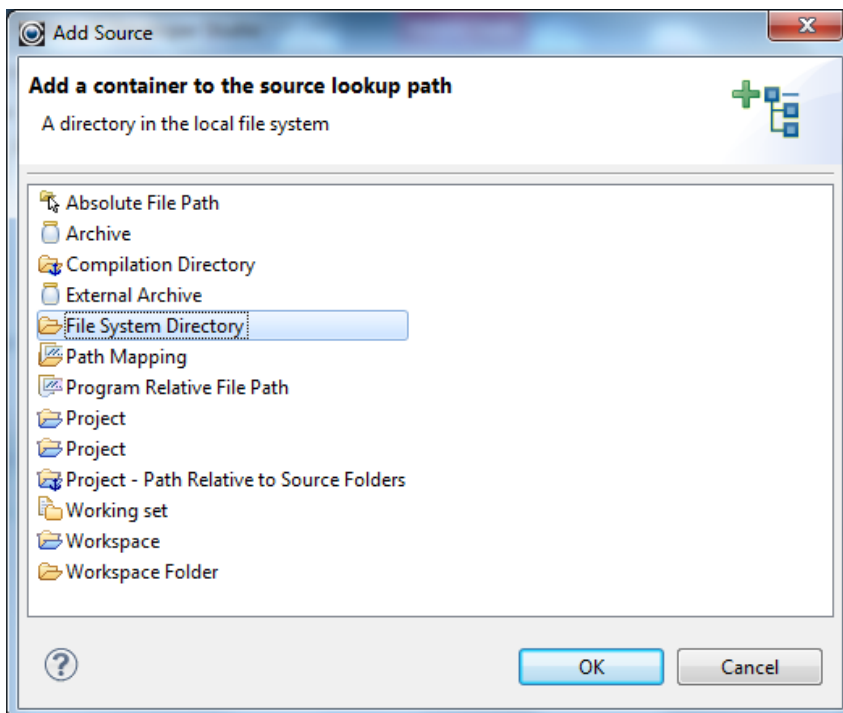 Add Source
Add a container to the source lookup path
A directory in the local file system
Absolute File Path
Archive
Compilation Directory
External Archive
File System Directory
Path Mapping
Program Relative File Path
Project
Project
Project - Path Relative to Source Folders
Working set
Workspace
Workspace Folder
?
OK
Cancel